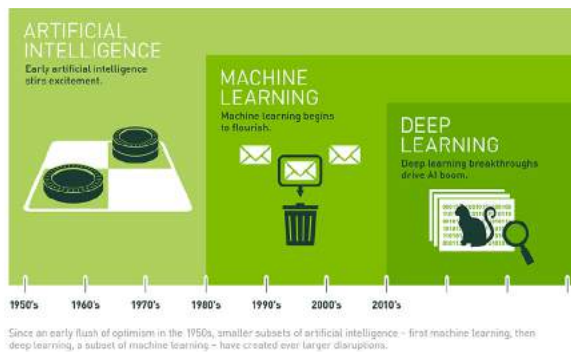 ARTIFICIAL
INTELLIGENCE
Early artificial intelligence
stirs excitement.
MACHINE
LEARNING
Machine learning begins
to flourish.
DEEP
LEARNING
Deep learning breakthroughs
drive AI boom.
1950's 1960's 1970's 1980's 1990's 2000's 2010's
Since an early flush of optimism in the 1950s, smaller subsets of artificial intelligence – first machine learning, then
deep learning, a subset of machine learning – have created ever larger disruptions.